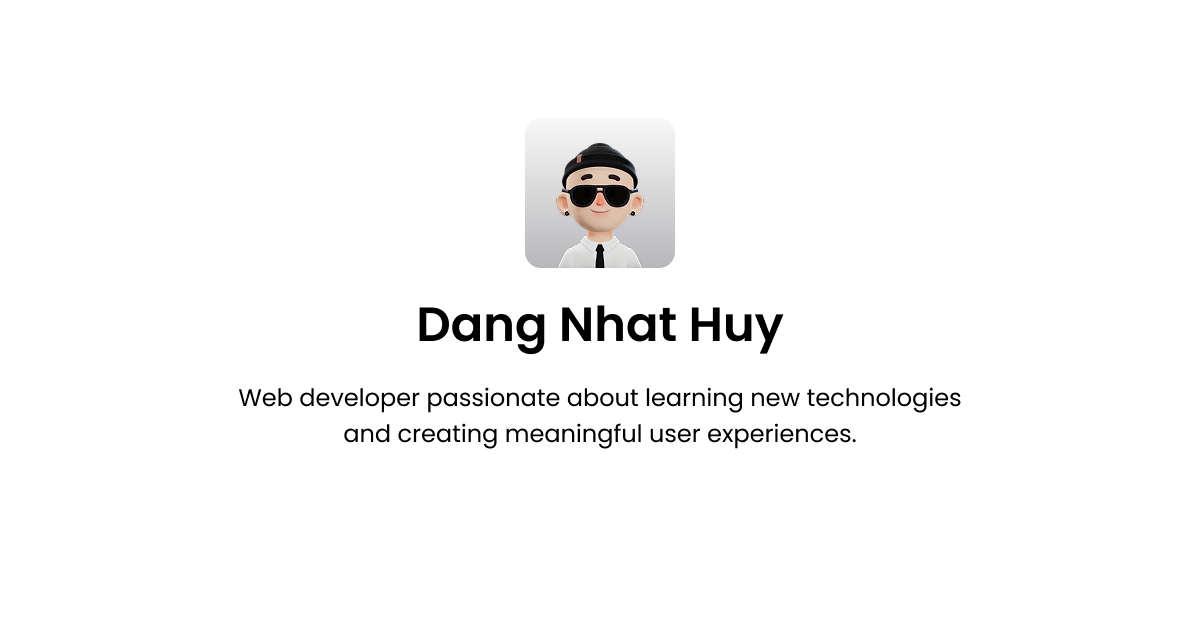 Dang Nhat Huy
Web developer passionate about learning new technologies
and creating meaningful user experiences.